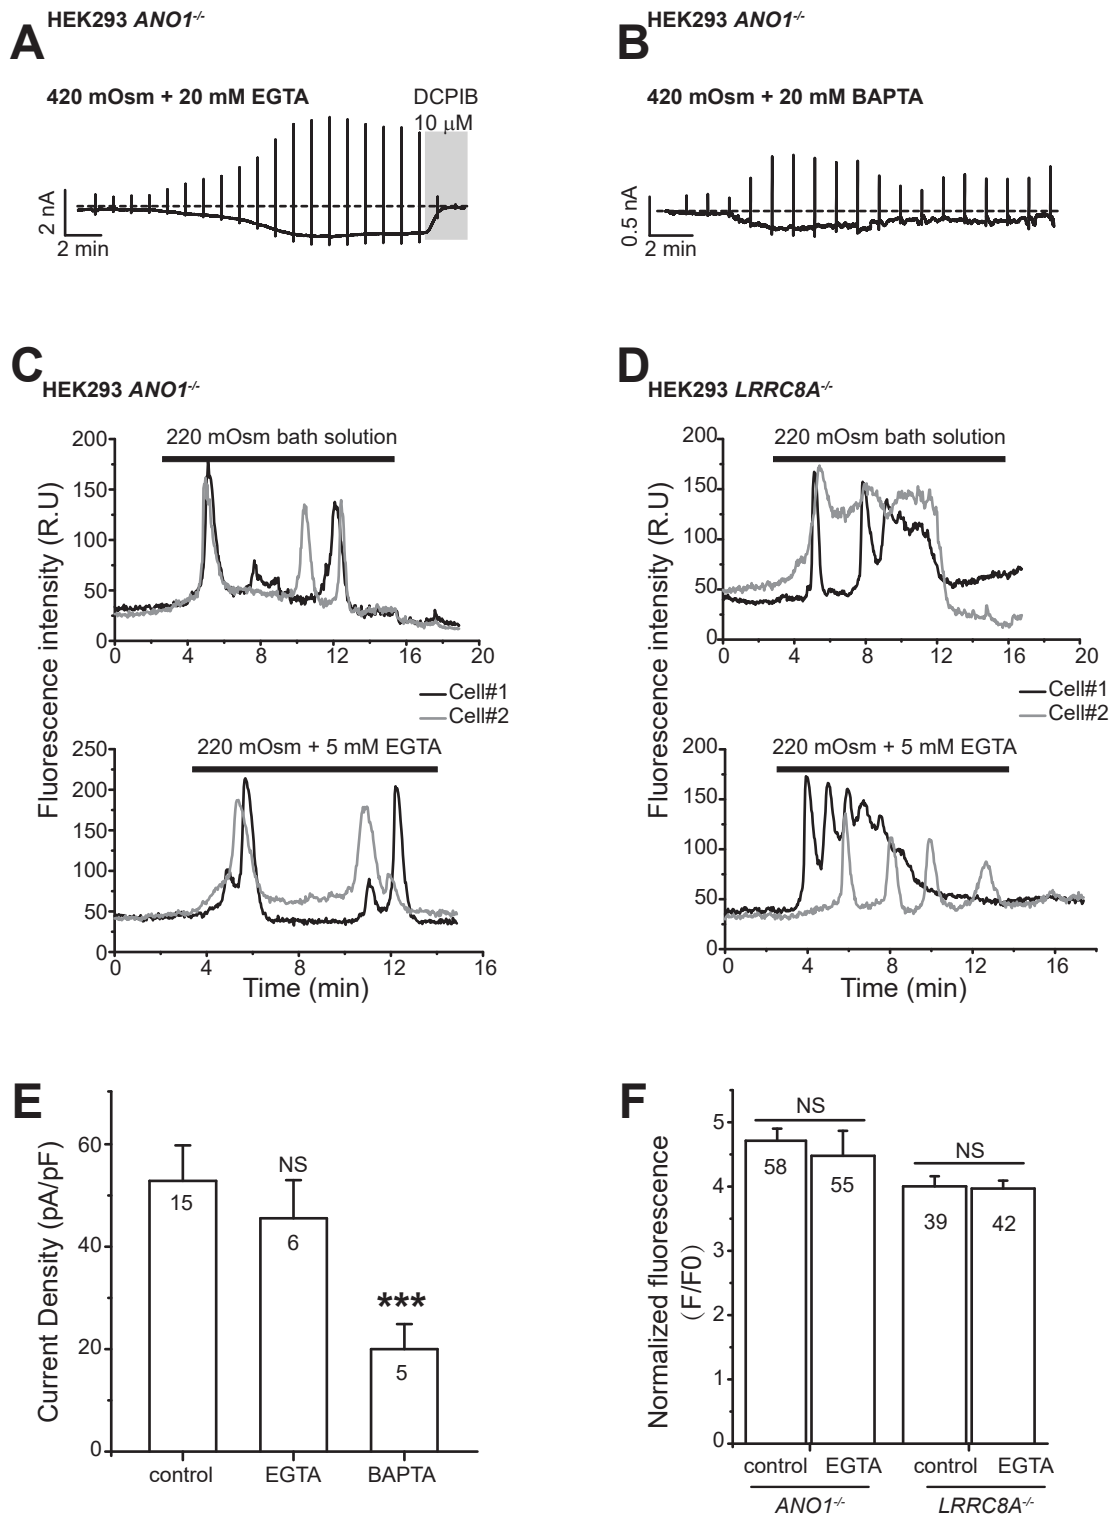 A HEK293 ANO1-/-
420 mOsm + 20 mM EGTA
DCPIB
10 μM
2 nA
2 min
B HEK293 ANO1-/-
420 mOsm + 20 mM BAPTA
0.5 nA
2 min
C HEK293 ANO1-/-
220 mOsm bath solution
200
150
100
50
0
0 4 8 12 16 20
Fluorescence intensity (R.U)
Cell#1
Cell#2
220 mOsm + 5 mM EGTA
250
200
150
100
50
0
0 4 8 12 16
Time (min)
D HEK293 LRRC8A-/-
220 mOsm bath solution
200
150
100
50
0
0 4 8 12 16 20
Fluorescence intensity (R.U)
Cell#1
Cell#2
220 mOsm + 5 mM EGTA
200
150
100
50
0
0 4 8 12 16
Time (min)
E
Current Density (pA/pF)
60
40
20
0
15
NS
6
***
5
control EGTA BAPTA
F
Normalized fluorescence
(F/F0)
5
4
3
2
1
0
NS
58
55
NS
39
42
control EGTA control EGTA
ANO1-/- LRRC8A-/-